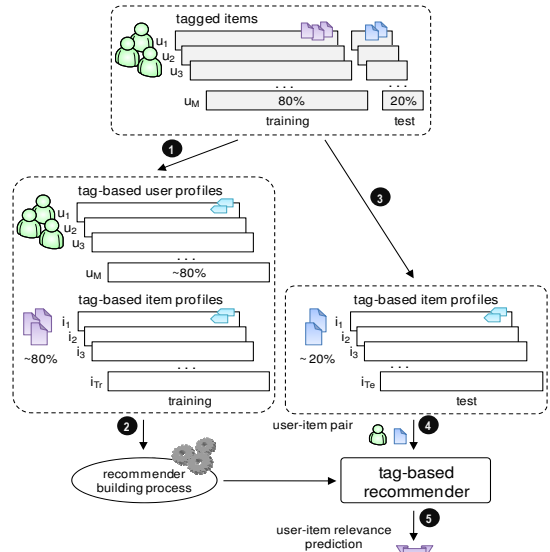 tagged items
u1
u2
u3
. . .
uM 80% 20%
training test
1
3
tag-based user profiles
u1
u2
u3
. . .
uM ~80%
tag-based item profiles
i1
i2
i3
~80%
. . .
iTr
training
tag-based item profiles
i1
i2
i3
~ 20%
. . .
iTe
test
2
user-item pair
4
recommender
building process
tag-based
recommender
5
user-item relevance
prediction